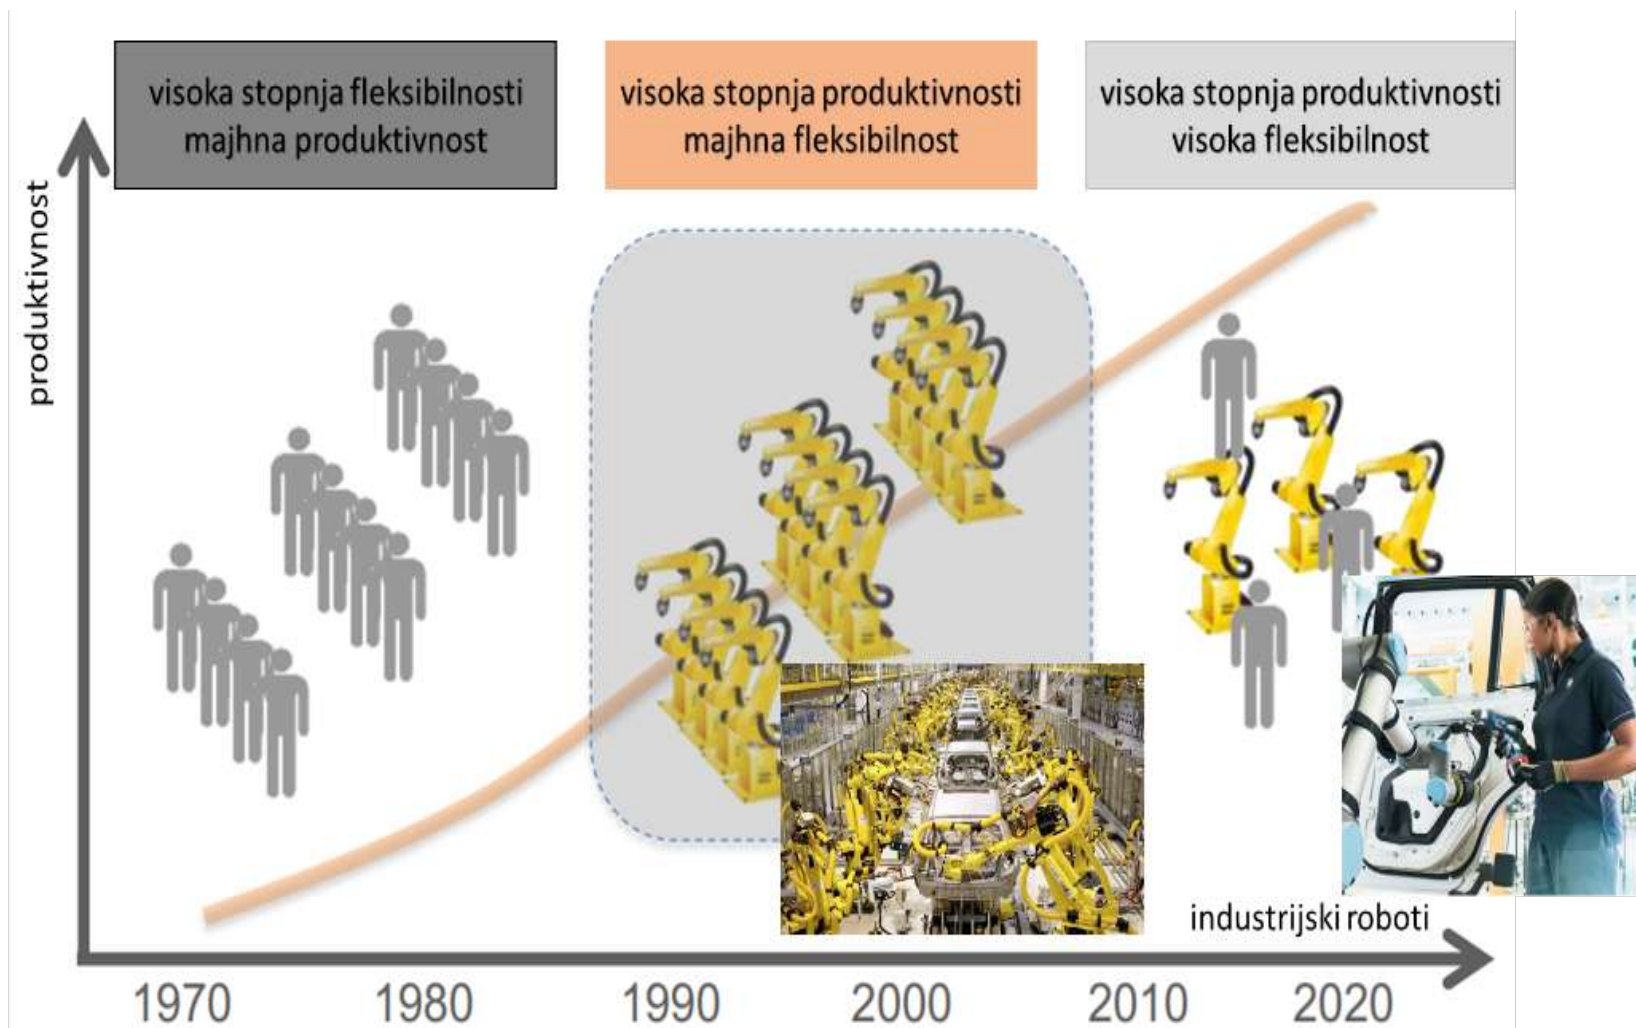 visoka stopnja fleksibilnosti
majhna produktivnost
visoka stopnja produktivnosti
majhna fleksibilnost
visoka stopnja produktivnosti
visoka fleksibilnost
produktivnost
industrijski roboti
1970
1980
1990
2000
2010
2020